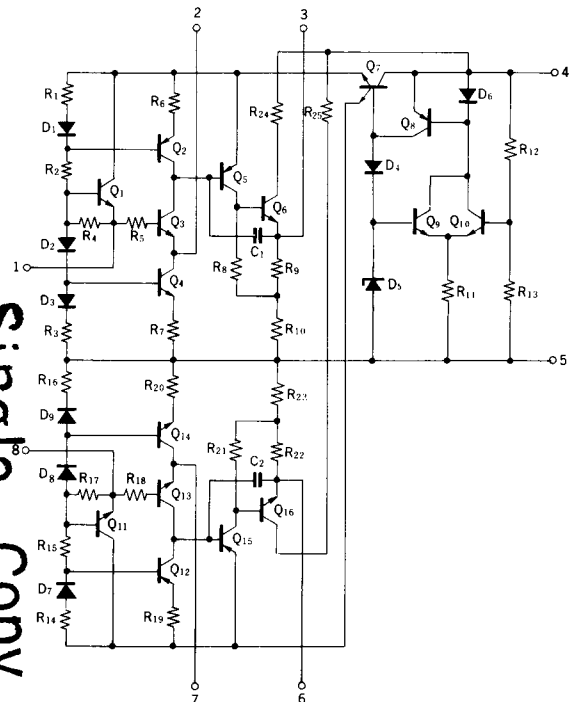 2
3
R1
R6
R24
R25
Q7
4
D1
Q2
Q8
D6
R2
Q1
Q5
Q6
D4
R12
R4
R5
Q3
Q9
Q10
D2
C1
1
R8
R9
D3
Q4
D5
R11
R13
R3
R7
R10
5
R16
R20
R23
D9
Q14
R21
R22
8
D8
R17
R18
Q13
C2
Q11
Q15
Q16
R15
D7
Q12
R14
R19
7
6
Single Copy